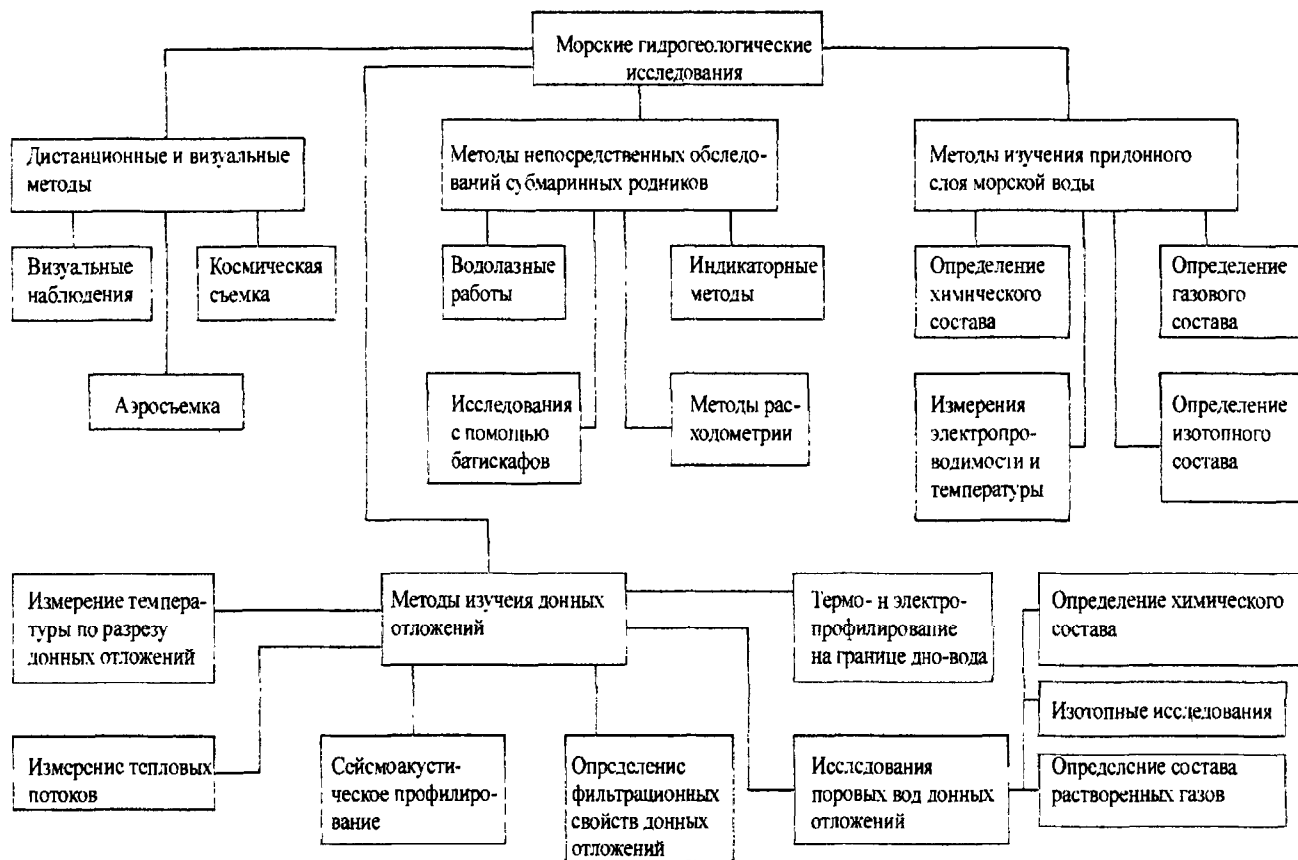 Морские гидрогеологические
исследования
Дистанционные и визуальные
методы
Методы непосредственных обследо-
ваний субмаринных родников
Методы изучения придонного
слоя морской воды
Визуальные
наблюдения
Космическая
съемка
Водолазные
работы
Индикаторные
методы
Определение
химического
состава
Определение
газового
состава
Аэросъемка
Исследования
с помощью
батискафов
Методы рас-
ходометрии
Измерения
электропро-
водимости и
температуры
Определение
изотопного
состава
Измерение темпера-
туры по разрезу
донных отложений
Методы изучеия донных
отложений
Термо- и электро-
профилирование
на границе дно-вода
Определение химического
состава
Изотопные исследования
Измерение тепловых
потоков
Сейсмоакусти-
ческое профилиро-
вание
Определение
фильтрационных
свойств донных
отложений
Исследования
поровых вод донных
отложений
Определение состава
растворенных газов